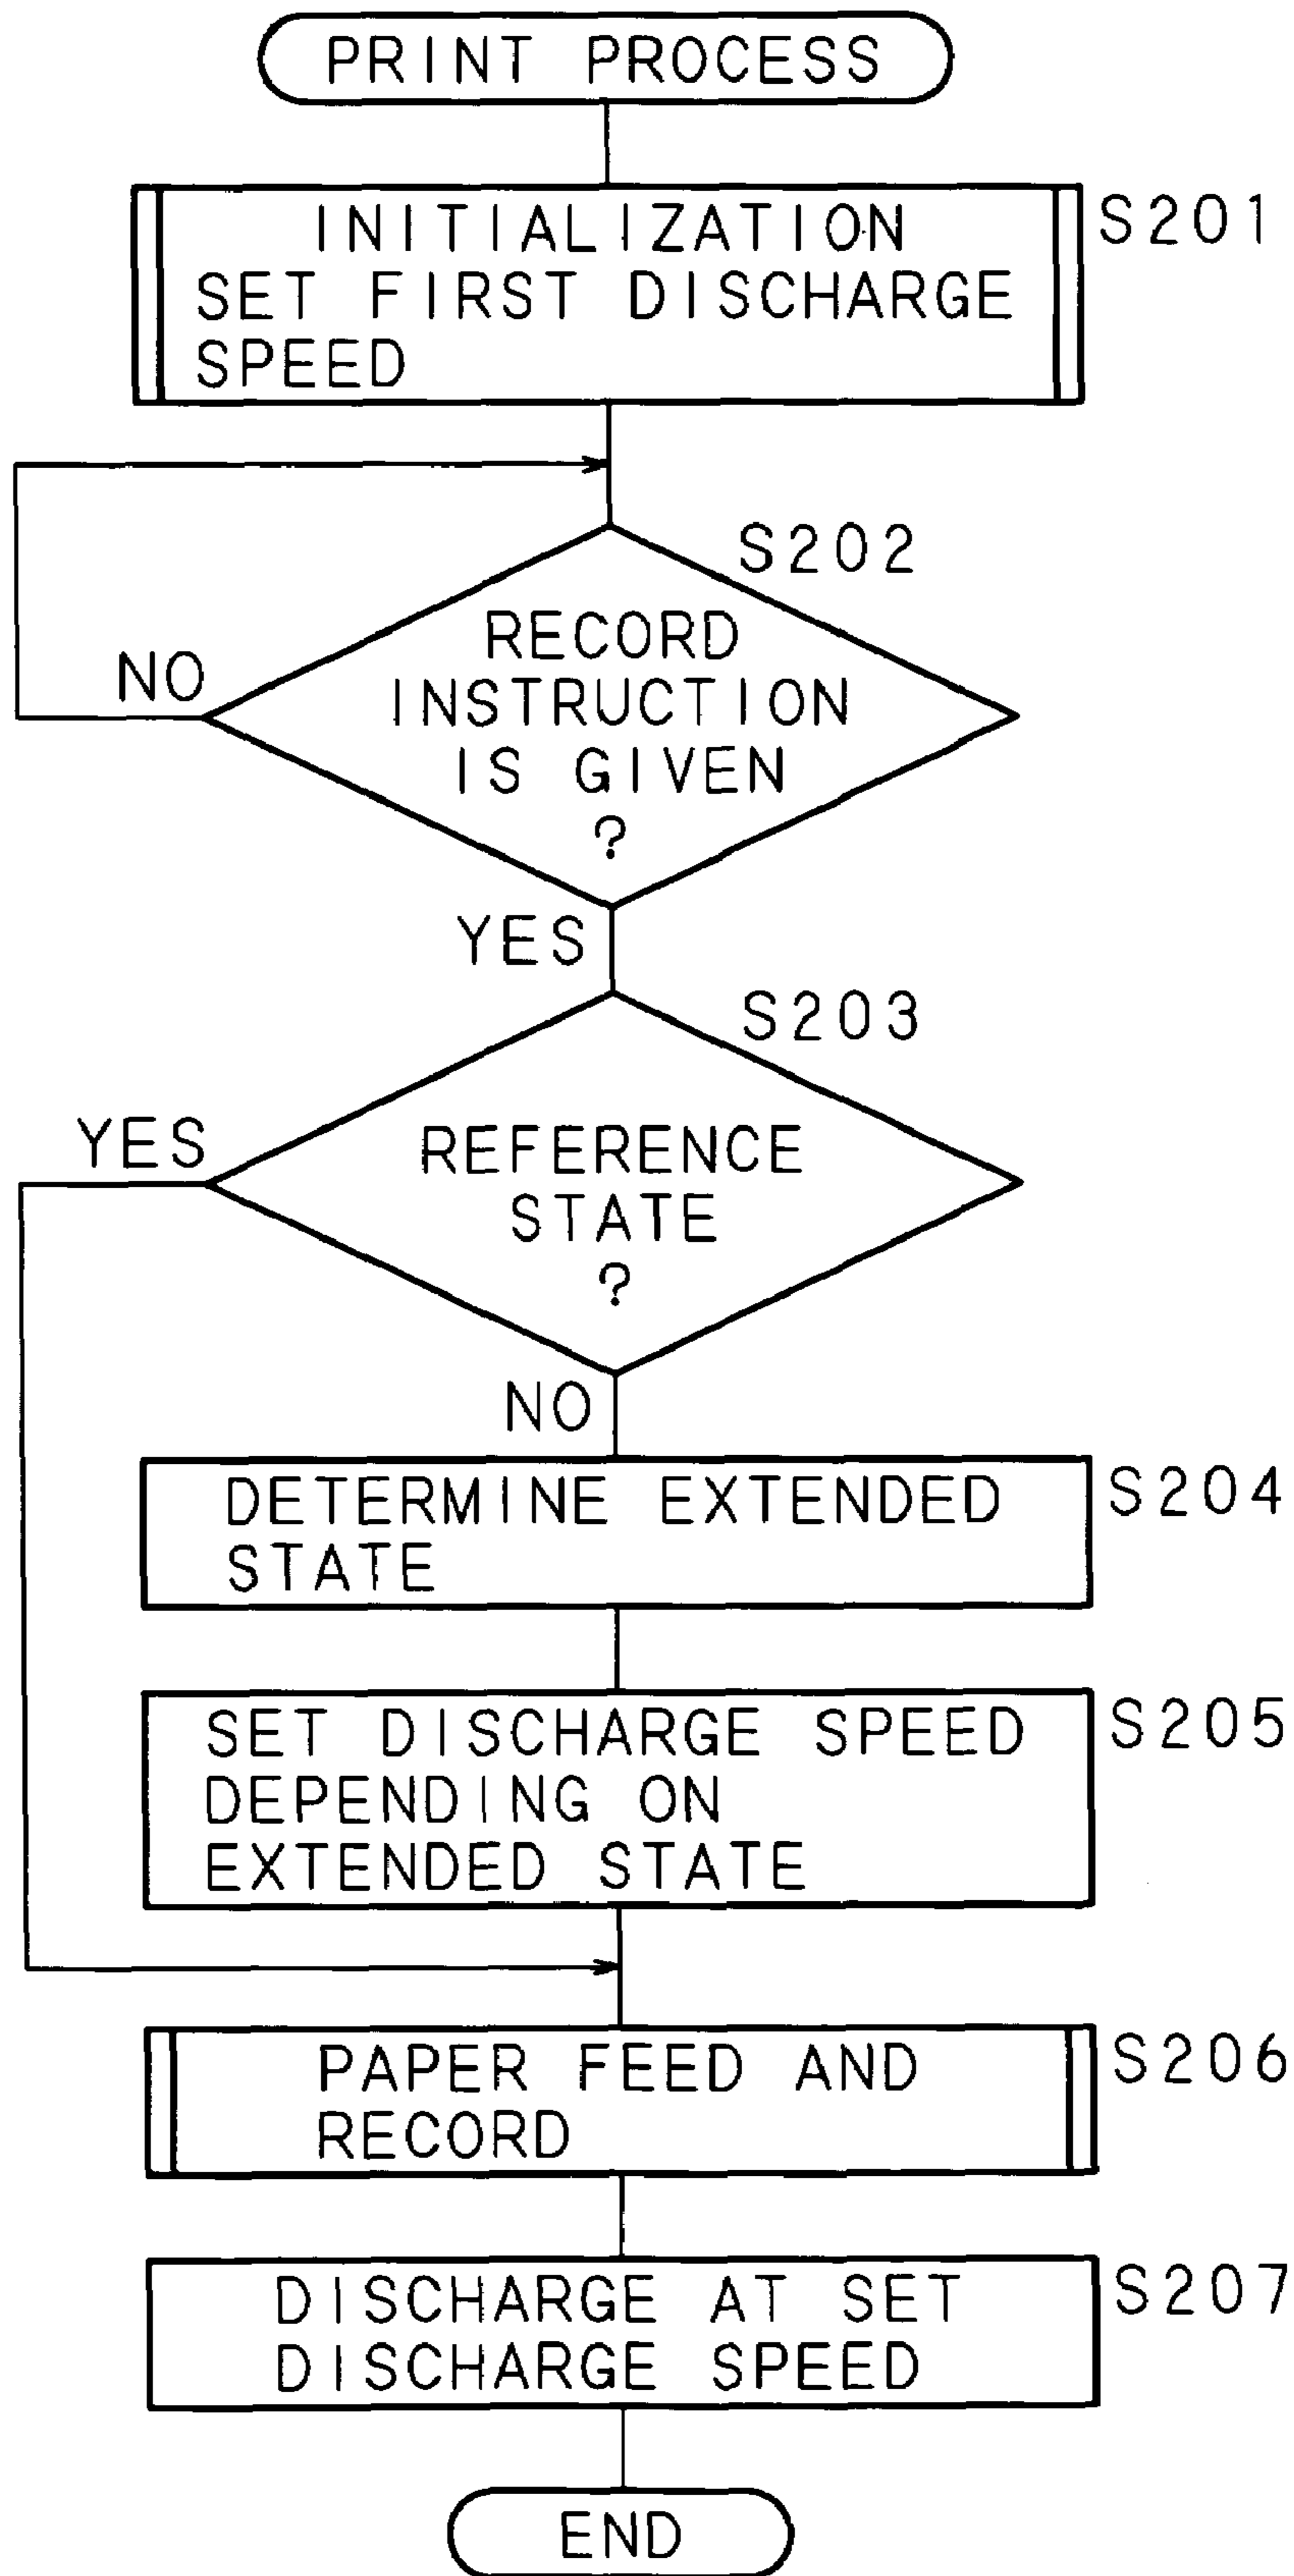 PRINT PROCESS
INITIALIZATION
SET FIRST DISCHARGE
SPEED
S201
S202
RECORD
INSTRUCTION
IS GIVEN
?
NO
YES
S203
REFERENCE
STATE
?
YES
NO
DETERMINE EXTENDED
STATE
S204
SET DISCHARGE SPEED
DEPENDING ON
EXTENDED STATE
S205
PAPER FEED AND
RECORD
S206
DISCHARGE AT SET
DISCHARGE SPEED
S207
END